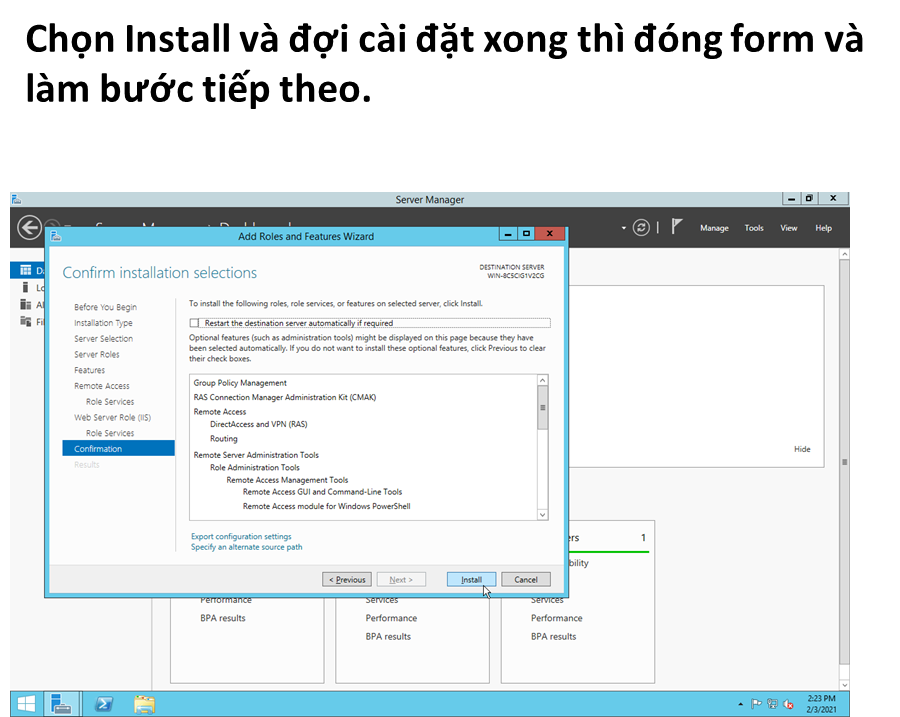 Chọn Install và đợi cài đặt xong thì đóng form và
làm bước tiếp theo.
Server Manager
Manage Tools View Help
Add Roles and Features Wizard
Confirm installation selections
DESTINATION SERVER
WIN-8CSCIG1V2CG
Before You Begin
Installation Type
Server Selection
Server Roles
Features
Remote Access
Role Services
Web Server Role (IIS)
Role Services
Confirmation
Results
To install the following roles, role services, or features on selected server, click Install.
Restart the destination server automatically if required
Optional features (such as administration tools) might be displayed on this page because they have
been selected automatically. If you do not want to install these optional features, click Previous to clear
their check boxes.
Group Policy Management
RAS Connection Manager Administration Kit (CMAK)
Remote Access
DirectAccess and VPN (RAS)
Routing
Remote Server Administration Tools
Role Administration Tools
Remote Access Management Tools
Remote Access GUI and Command-Line Tools
Remote Access module for Windows PowerShell
Export configuration settings
Specify an alternate source path
< Previous Next > Install Cancel
Hide
ers 1
bility
Performance Services Services
BPA results Performance Performance
BPA results BPA results
2:23 PM
2/3/2021